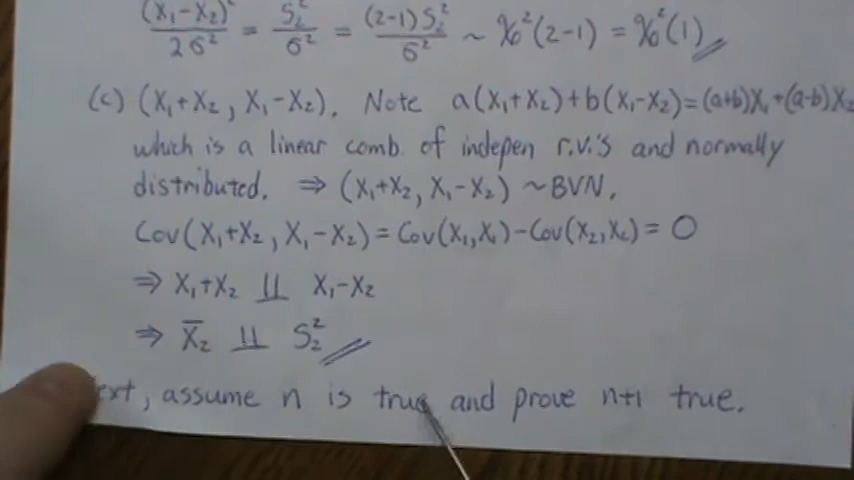 (X₁-X₂)²/2σ² = S₂²/σ² = (2-1)S₂²/σ² ~ χ²(2-1) = χ²(1)
(c) (X₁+X₂, X₁-X₂). Note a(X₁+X₂)+b(X₁-X₂)=(a+b)X₁+(a-b)X₂
which is a linear comb. of indepen r.v.'s and normally
distributed. ⇒ (X₁+X₂, X₁-X₂) ~BVN.
Cov(X₁+X₂, X₁-X₂)=Cov(X₁,X₁)-Cov(X₂,X₂)= 0
⇒ X₁+X₂ ⫫ X₁-X₂
⇒ X̄₂ ⫫ S₂²
ext, assume n is true and prove n+1 true.